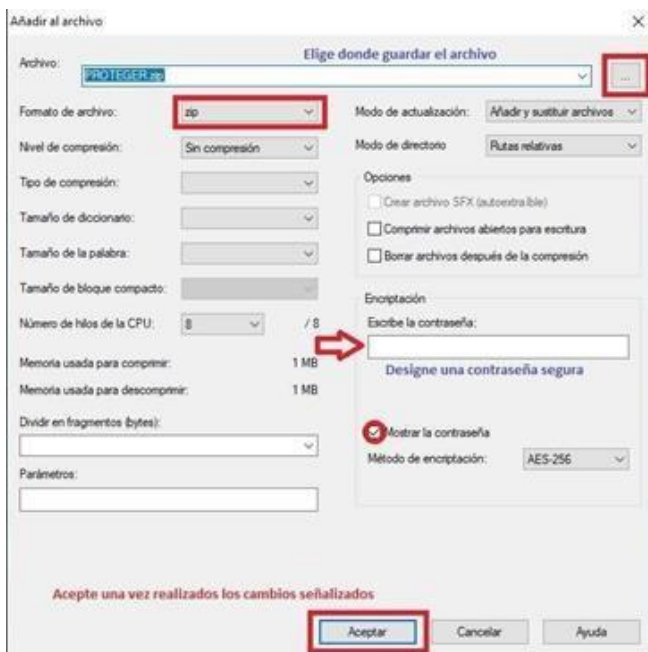 Añadir al archivo
Elige donde guardar el archivo
Archivo:
PROTEGER.zip
...
Formato de archivo:
zip
Nivel de compresión:
Sin compresión
Tipo de compresión:
Tamaño de diccionario:
Tamaño de la palabra:
Tamaño de bloque compacto:
Número de hilos de la CPU:
8
/ 8
Memoria usada para comprimir:
1 MB
Memoria usada para descomprimir:
1 MB
Dividir en fragmentos (bytes):
Parámetros:
Modo de actualización:
Añadir y sustituir archivos
Modo de directorio
Rutas relativas
Opciones
Crear archivo SFX (autoextraíble)
Comprimir archivos abiertos para escritura
Borrar archivos después de la compresión
Encriptación
Escribe la contraseña:
Designe una contraseña segura
Mostrar la contraseña
Método de encriptación:
AES-256
Acepte una vez realizados los cambios señalizados
Aceptar
Cancelar
Ayuda